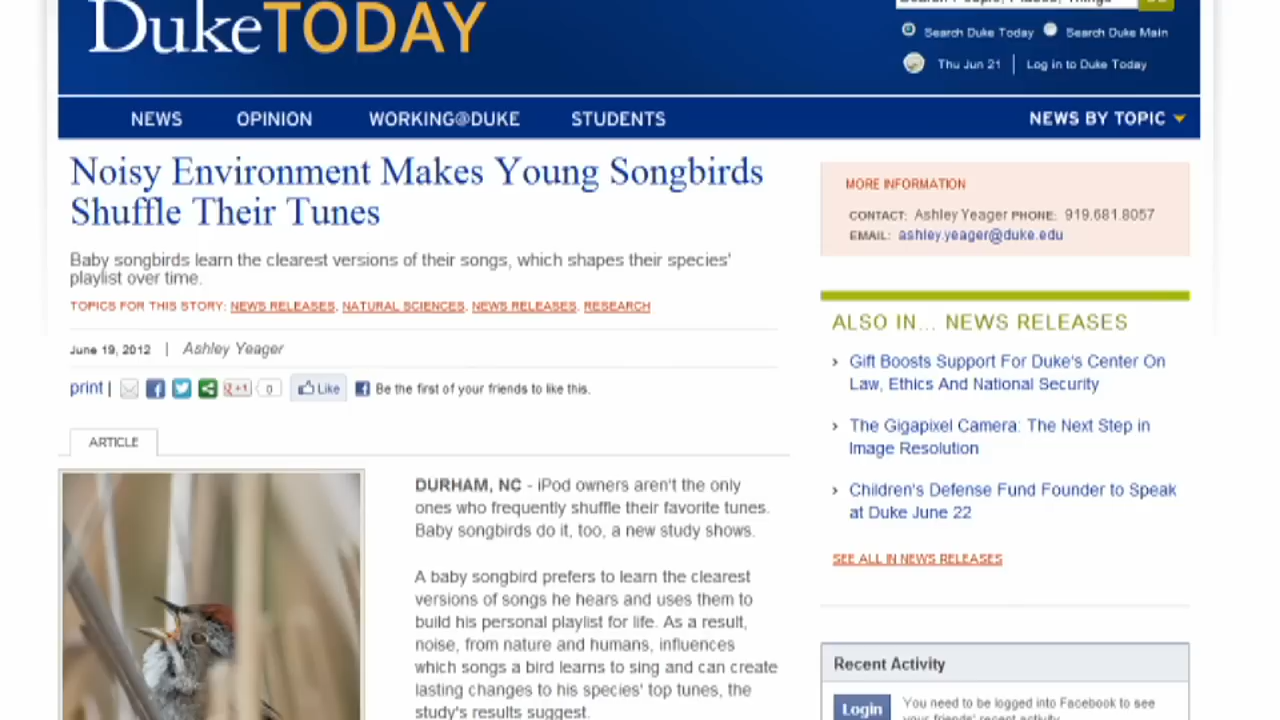 DukeTODAY
Search Duke Today Search Duke Main
Thu Jun 21 | Log in to Duke Today
NEWS OPINION WORKING@DUKE STUDENTS NEWS BY TOPIC
Noisy Environment Makes Young Songbirds
Shuffle Their Tunes
Baby songbirds learn the clearest versions of their songs, which shapes their species'
playlist over time.
TOPICS FOR THIS STORY: NEWS RELEASES, NATURAL SCIENCES, NEWS RELEASES, RESEARCH
June 19, 2012 | Ashley Yeager
print |
g+1 0 Like Be the first of your friends to like this.
ARTICLE
DURHAM, NC - iPod owners aren't the only
ones who frequently shuffle their favorite tunes.
Baby songbirds do it, too, a new study shows.
A baby songbird prefers to learn the clearest
versions of songs he hears and uses them to
build his personal playlist for life. As a result,
noise, from nature and humans, influences
which songs a bird learns to sing and can create
lasting changes to his species' top tunes, the
study's results suggest.
MORE INFORMATION
CONTACT: Ashley Yeager PHONE: 919.681.8057
EMAIL: ashley.yeager@duke.edu
ALSO IN... NEWS RELEASES
› Gift Boosts Support For Duke's Center On
Law, Ethics And National Security
› The Gigapixel Camera: The Next Step in
Image Resolution
› Children's Defense Fund Founder to Speak
at Duke June 22
SEE ALL IN NEWS RELEASES
Recent Activity
Login You need to be logged into Facebook to see
your friends' recent activity.